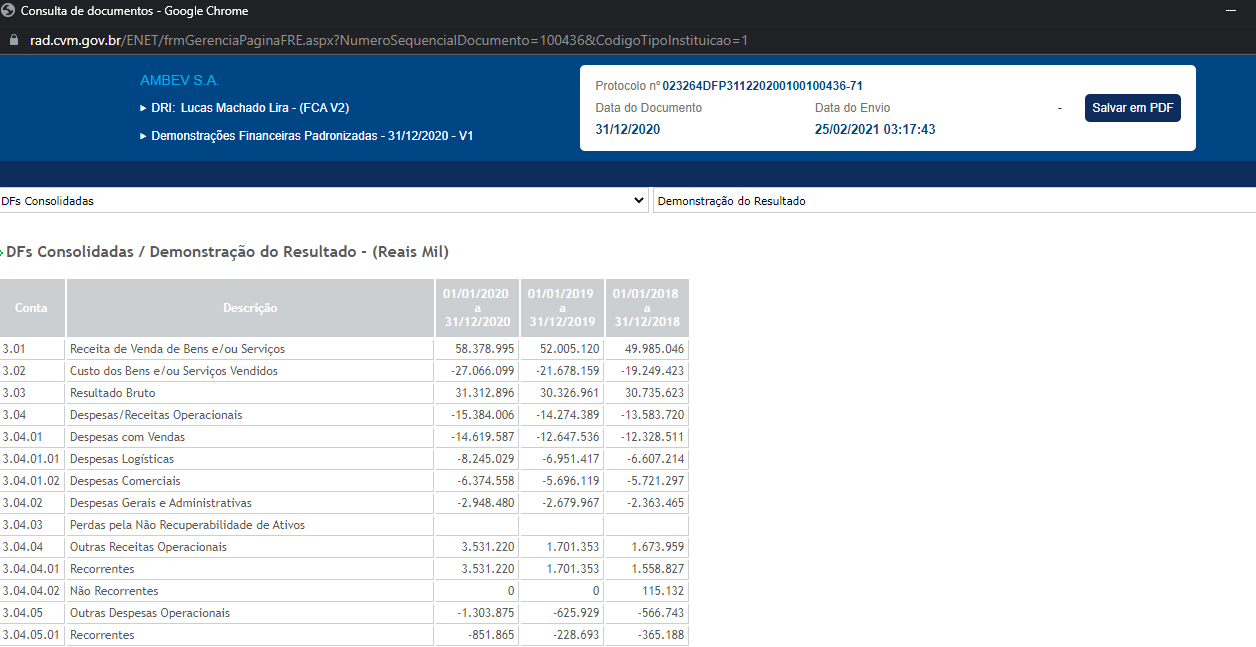 Consulta de documentos - Google Chrome
rad.cvm.gov.br/ENET/frmGerenciaPaginaFRE.aspx?NumeroSequencialDocumento=100436&CodigoTipoInstituicao=1
AMBEV S.A.
DRI: Lucas Machado Lira - (FCA V2)
Demonstrações Financeiras Padronizadas - 31/12/2020 - V1
Protocolo nº 023264DFP311220200100100436-71
Data do Documento Data do Envio
31/12/2020 25/02/2021 03:17:43
-
Salvar em PDF
DFs Consolidadas Demonstração do Resultado
DFs Consolidadas / Demonstração do Resultado - (Reais Mil)
Conta Descrição 01/01/2020 a 31/12/2020 01/01/2019 a 31/12/2019 01/01/2018 a 31/12/2018
3.01 Receita de Venda de Bens e/ou Serviços 58.378.995 52.005.120 49.985.046
3.02 Custo dos Bens e/ou Serviços Vendidos -27.066.099 -21.678.159 -19.249.423
3.03 Resultado Bruto 31.312.896 30.326.961 30.735.623
3.04 Despesas/Receitas Operacionais -15.384.006 -14.274.389 -13.583.720
3.04.01 Despesas com Vendas -14.619.587 -12.647.536 -12.328.511
3.04.01.01 Despesas Logísticas -8.245.029 -6.951.417 -6.607.214
3.04.01.02 Despesas Comerciais -6.374.558 -5.696.119 -5.721.297
3.04.02 Despesas Gerais e Administrativas -2.948.480 -2.679.967 -2.363.465
3.04.03 Perdas pela Não Recuperabilidade de Ativos
3.04.04 Outras Receitas Operacionais 3.531.220 1.701.353 1.673.959
3.04.04.01 Recorrentes 3.531.220 1.701.353 1.558.827
3.04.04.02 Não Recorrentes 0 0 115.132
3.04.05 Outras Despesas Operacionais -1.303.875 -625.929 -566.743
3.04.05.01 Recorrentes -851.865 -228.693 -365.188